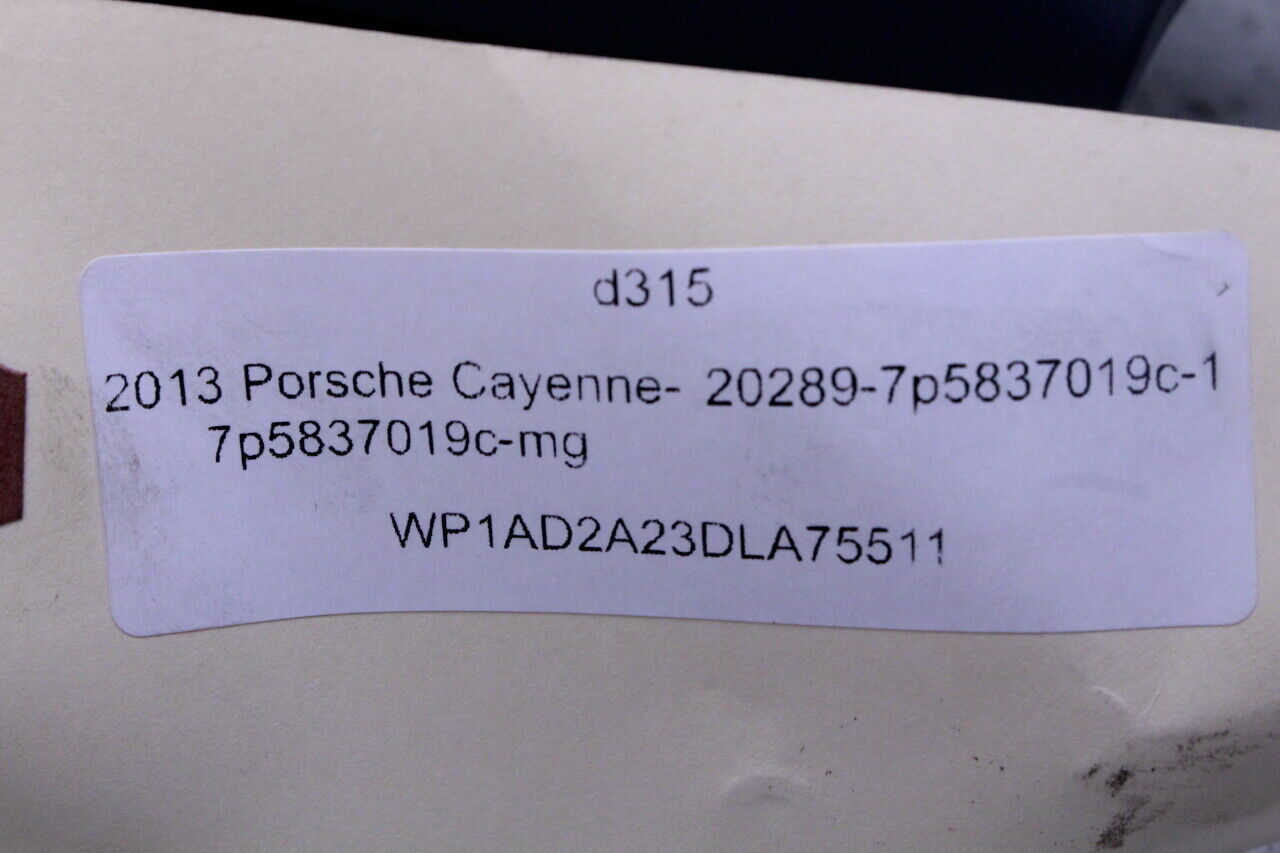 d315
2013 Porsche Cayenne- 20289-7p5837019c-1
7p5837019c-mg
WP1AD2A23DLA75511